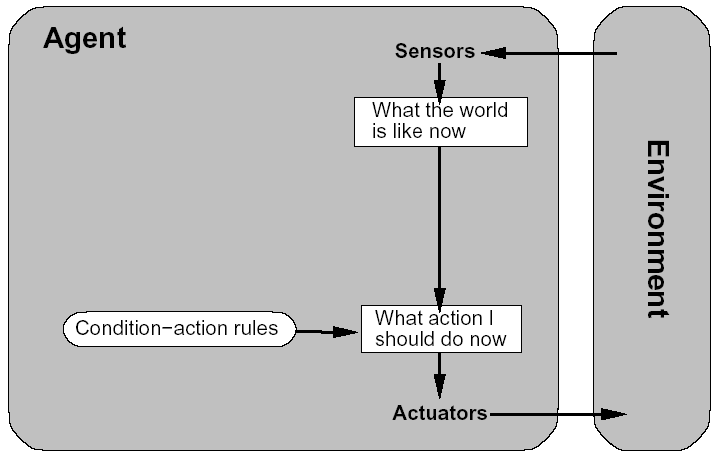 Agent
Sensors
What the world
is like now
Environment
Condition−action rules
What action I
should do now
Actuators